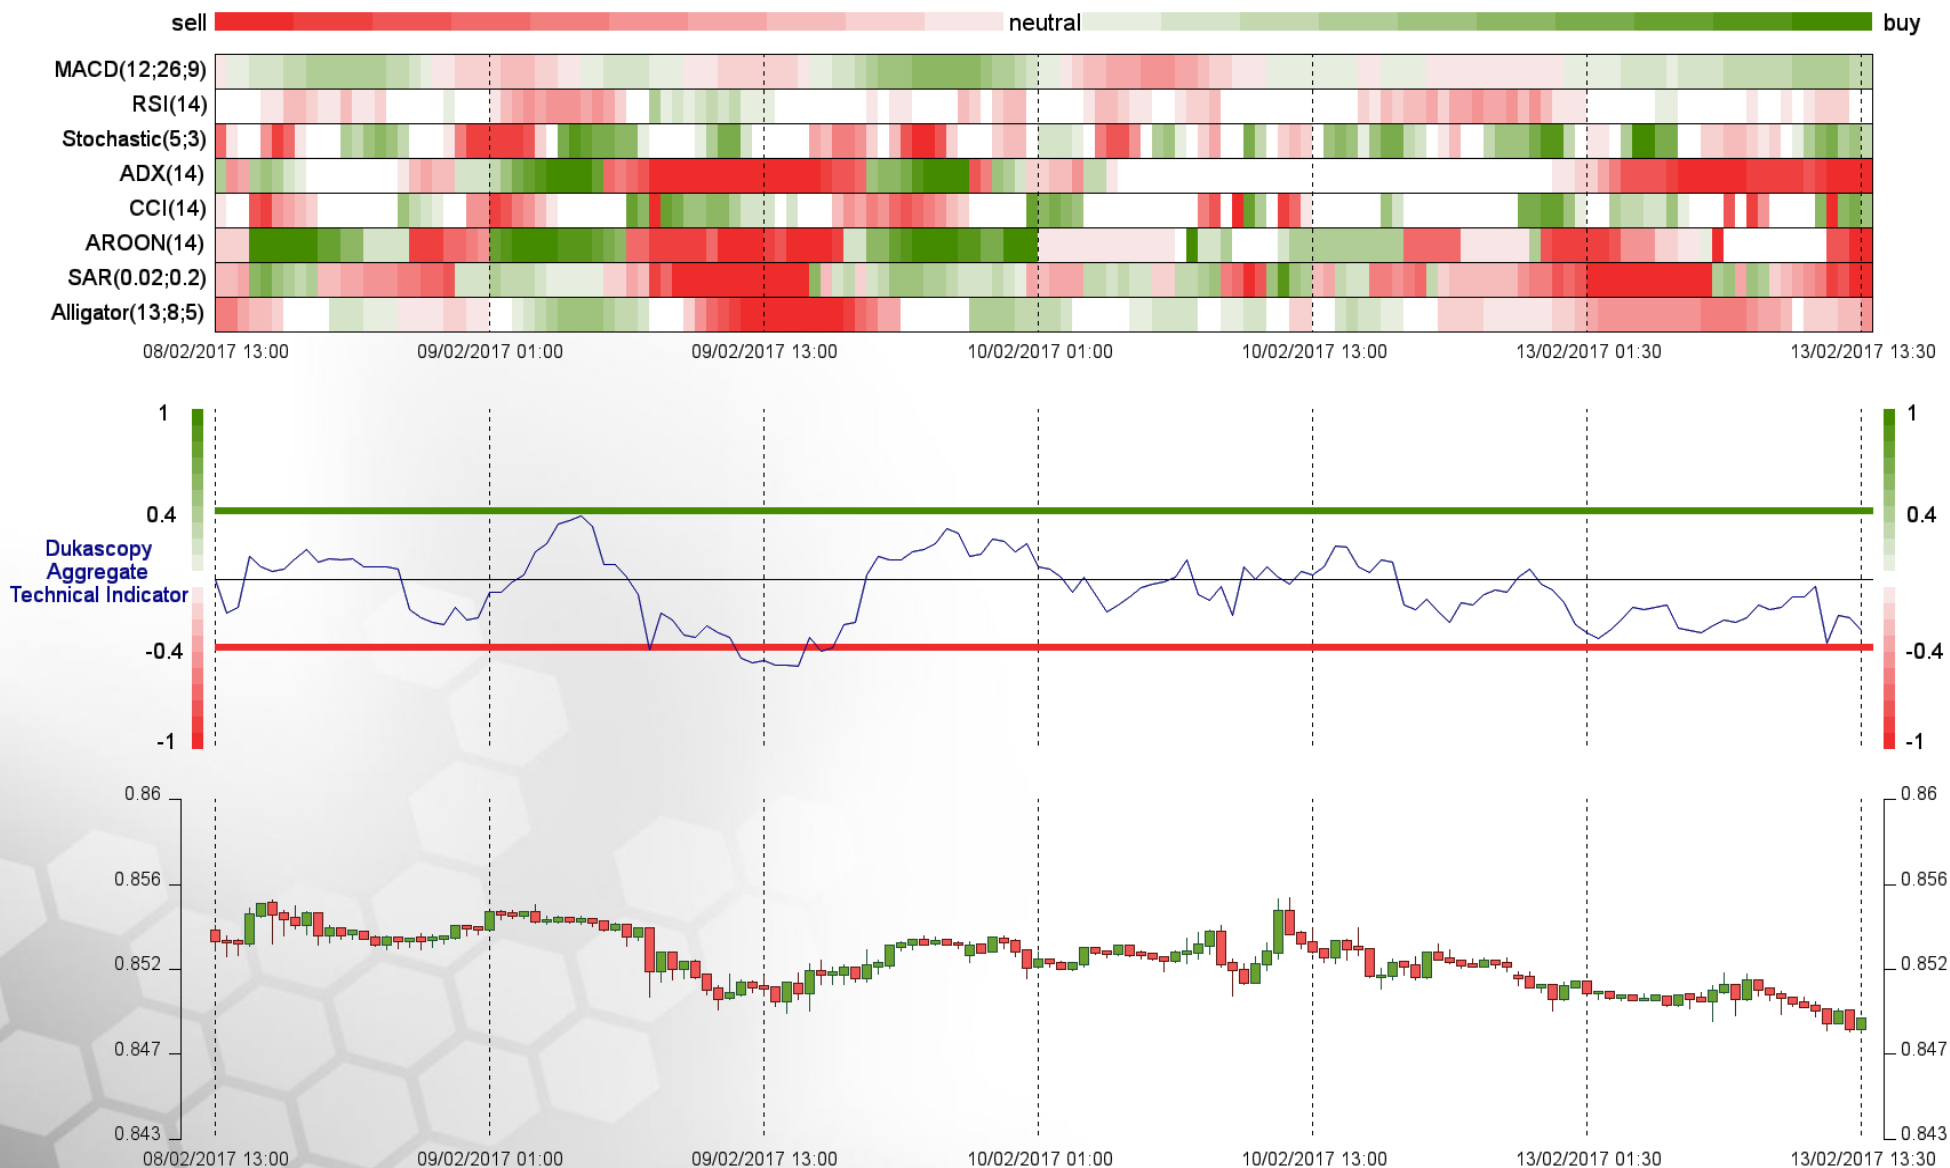 sell neutral buy
MACD(12;26;9)
RSI(14)
Stochastic(5;3)
ADX(14)
CCI(14)
AROON(14)
SAR(0.02;0.2)
Alligator(13;8;5)
08/02/2017 13:00 09/02/2017 01:00 09/02/2017 13:00 10/02/2017 01:00 10/02/2017 13:00 13/02/2017 01:30 13/02/2017 13:30
1 1
0.4 0.4
Dukascopy
Aggregate
Technical Indicator
-0.4 -0.4
-1 -1
0.86 0.86
0.856 0.856
0.852 0.852
0.847 0.847
0.843 0.843
08/02/2017 13:00 09/02/2017 01:00 09/02/2017 13:00 10/02/2017 01:00 10/02/2017 13:00 13/02/2017 01:30 13/02/2017 13:30